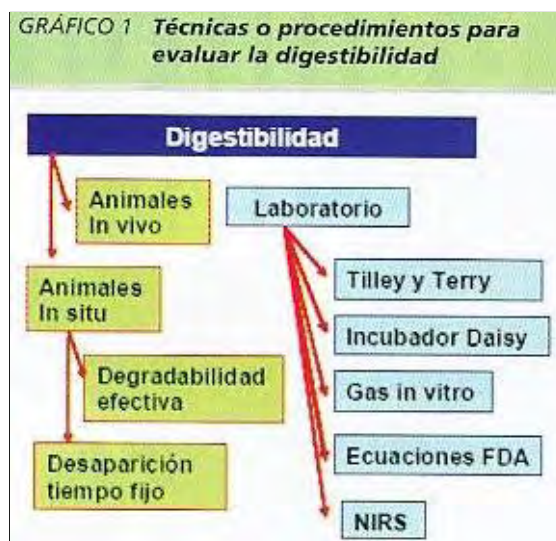 GRÁFICO 1 Técnicas o procedimientos para
evaluar la digestibilidad
Digestibilidad
Animales
In vivo
Animales
In situ
Degradabilidad
efectiva
Desaparición
tiempo fijo
Laboratorio
Tilley y Terry
Incubador Daisy
Gas in vitro
Ecuaciones FDA
NIRS